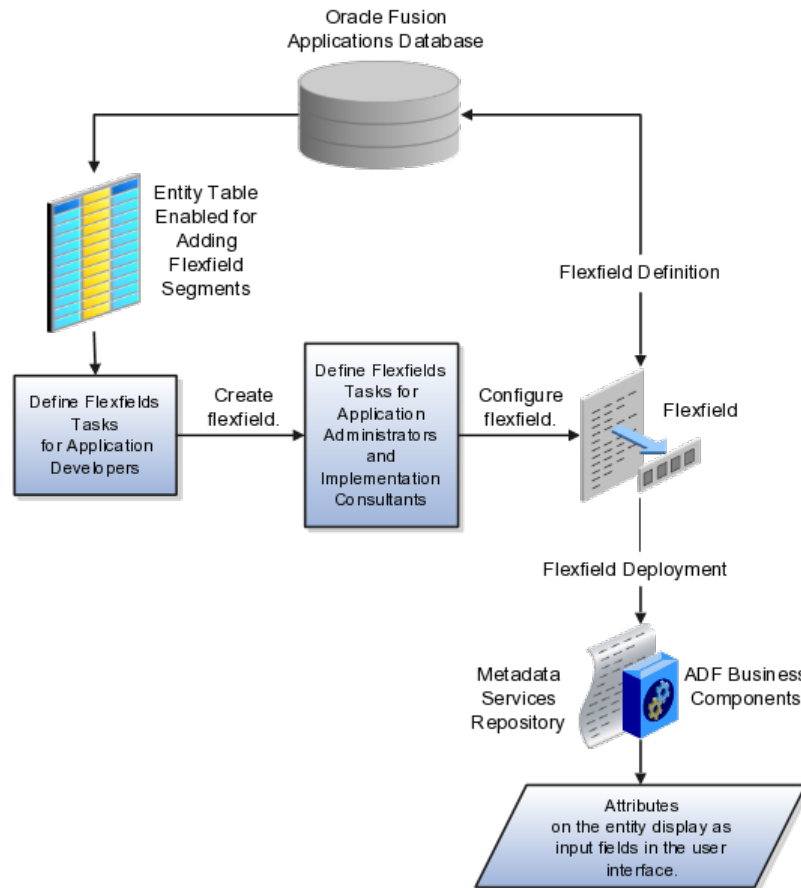 Oracle Fusion
Applications Database
Entity Table
Enabled for
Adding
Flexfield
Segments
Flexfield Definition
Define Flexfields
Tasks
for Application
Developers
Create
flexfield.
Define Flexfields
Tasks for
Application
Administrators
and
Implementation
Consultants
Configure
flexfield.
Flexfield
Flexfield Deployment
Metadata
Services
Repository
ADF Business
Components
Attributes
on the entity display as
input fields in the user
interface.